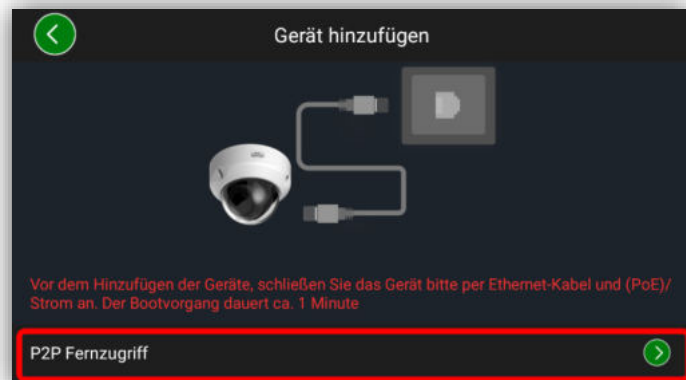 Gerät hinzufügen
Vor dem Hinzufügen der Geräte, schließen Sie das Gerät bitte per Ethernet-Kabel und (PoE)/
Strom an. Der Bootvorgang dauert ca. 1 Minute
P2P Fernzugriff